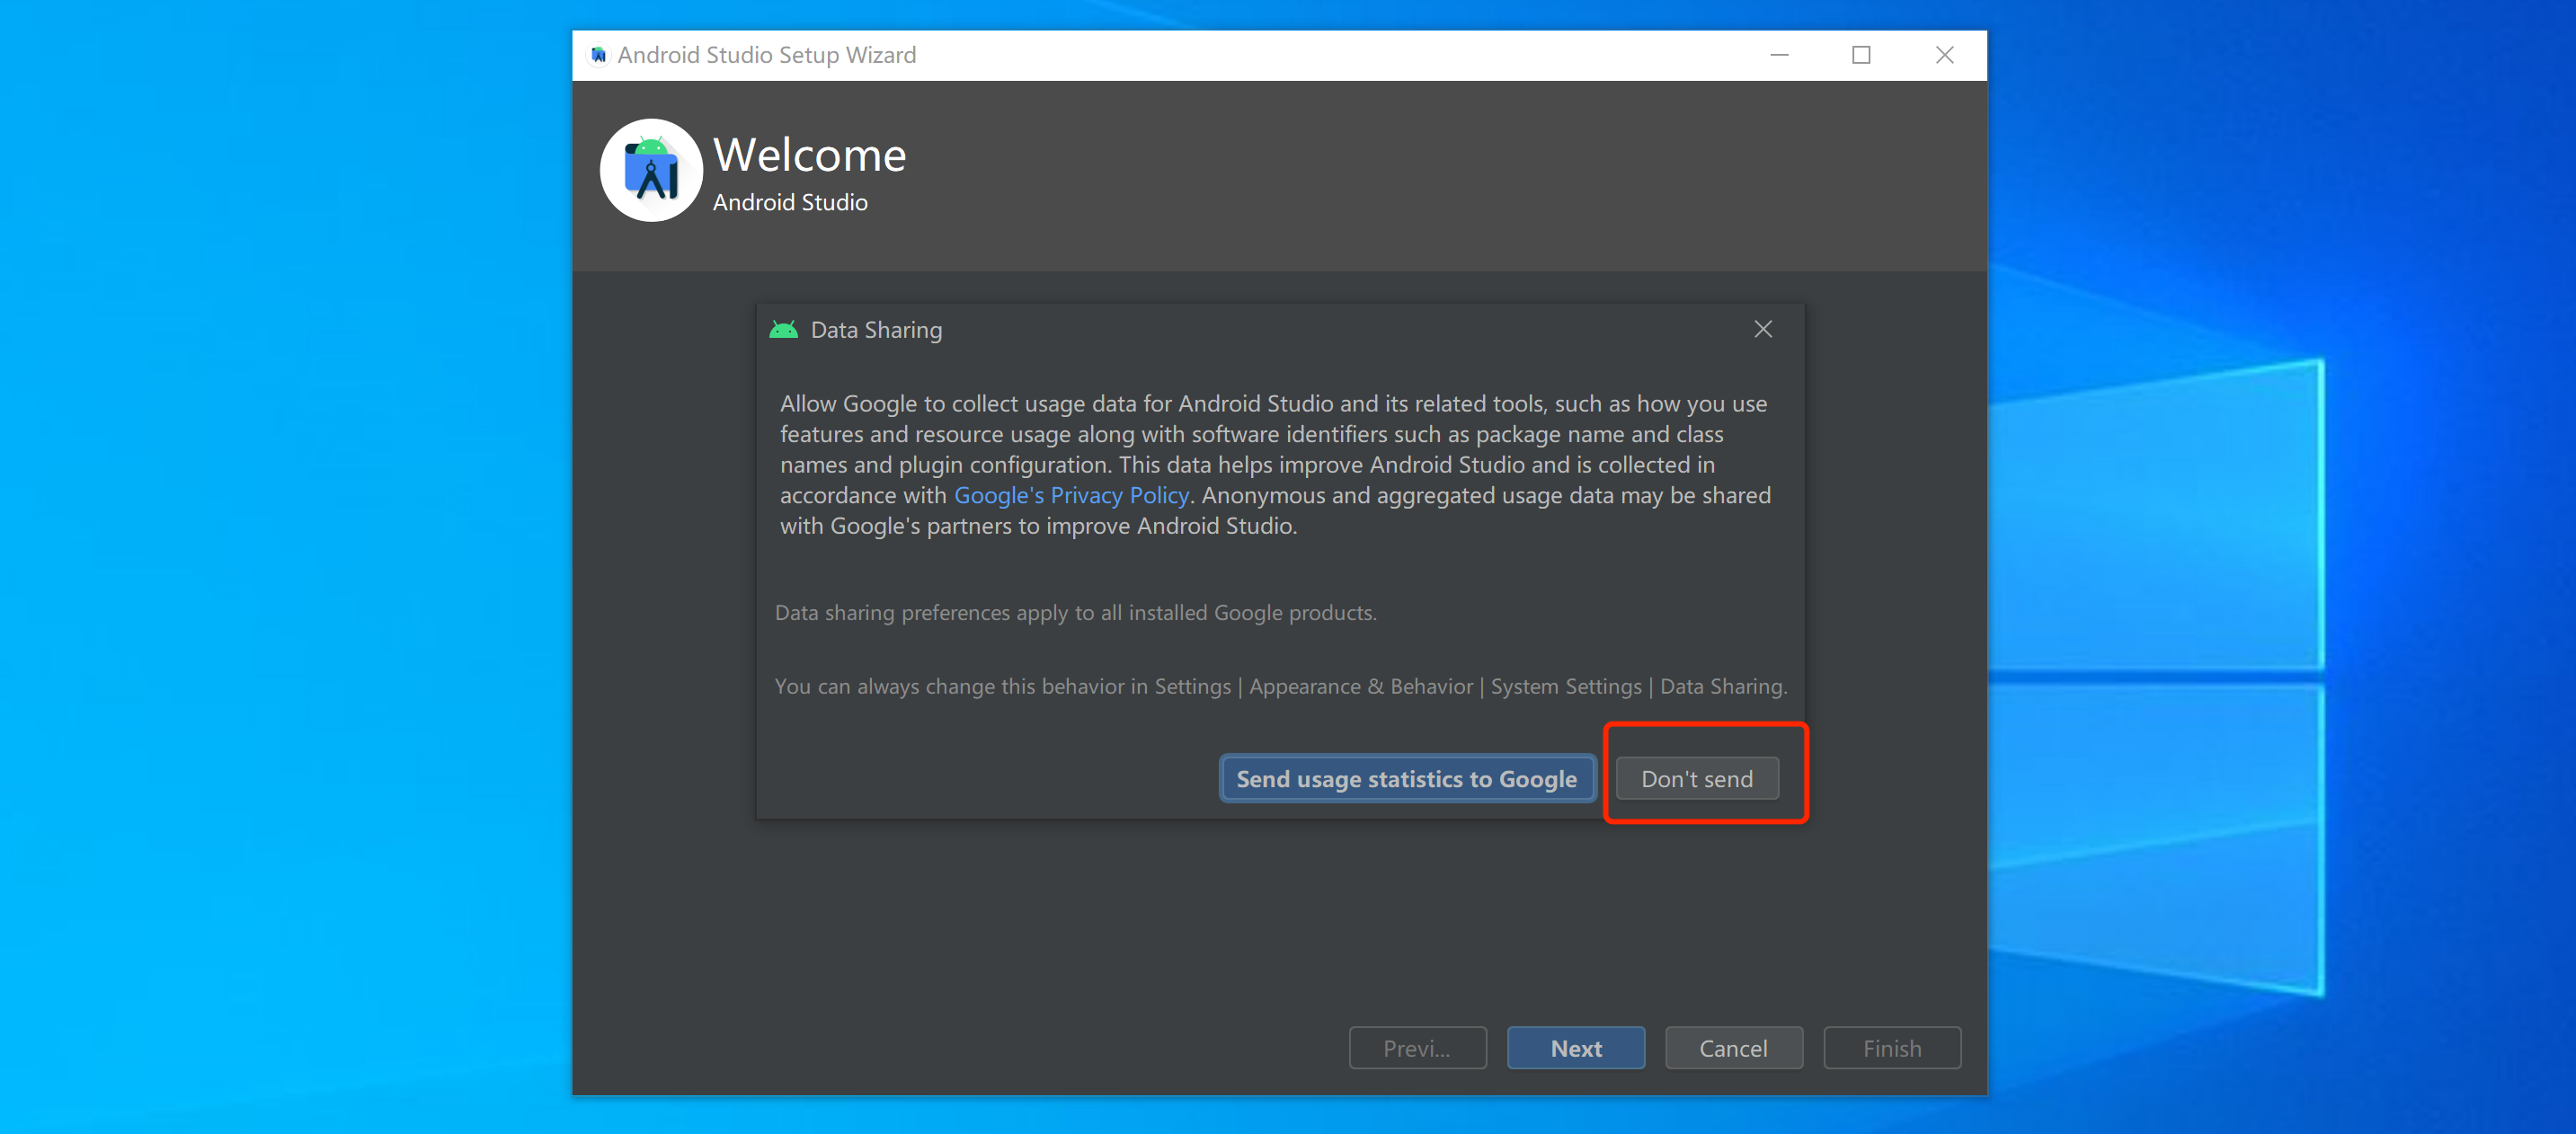 Android Studio Setup Wizard
Welcome
Android Studio
Data Sharing
Allow Google to collect usage data for Android Studio and its related tools, such as how you use
features and resource usage along with software identifiers such as package name and class
names and plugin configuration. This data helps improve Android Studio and is collected in
accordance with Google's Privacy Policy. Anonymous and aggregated usage data may be shared
with Google's partners to improve Android Studio.
Data sharing preferences apply to all installed Google products.
You can always change this behavior in Settings | Appearance & Behavior | System Settings | Data Sharing.
Send usage statistics to Google
Don't send
Previ...
Next
Cancel
Finish